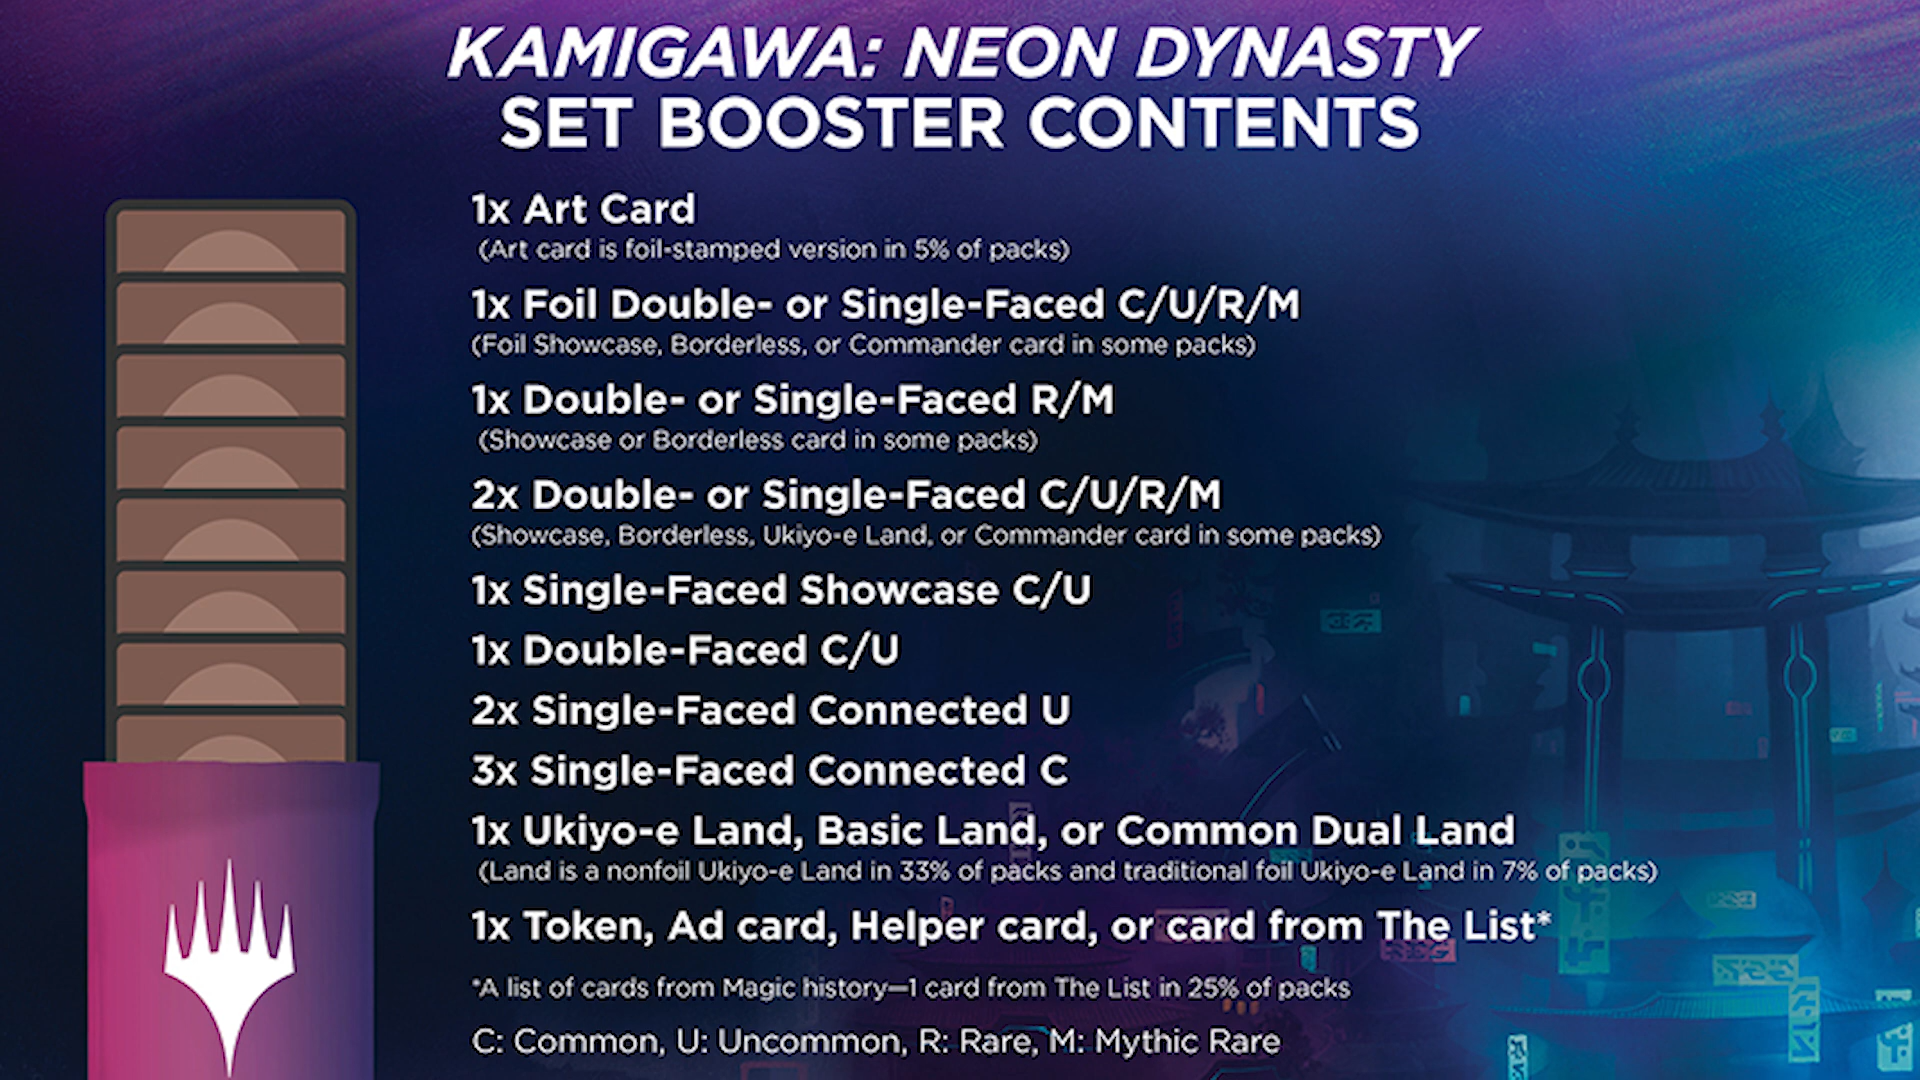 KAMIGAWA: NEON DYNASTY
SET BOOSTER CONTENTS
1x Art Card
(Art card is foil-stamped version in 5% of packs)
1x Foil Double- or Single-Faced C/U/R/M
(Foil Showcase, Borderless, or Commander card in some packs)
1x Double- or Single-Faced R/M
(Showcase or Borderless card in some packs)
2x Double- or Single-Faced C/U/R/M
(Showcase, Borderless, Ukiyo-e Land, or Commander card in some packs)
1x Single-Faced Showcase C/U
1x Double-Faced C/U
2x Single-Faced Connected U
3x Single-Faced Connected C
1x Ukiyo-e Land, Basic Land, or Common Dual Land
(Land is a nonfoil Ukiyo-e Land in 33% of packs and traditional foil Ukiyo-e Land in 7% of packs)
1x Token, Ad card, Helper card, or card from The List*
*A list of cards from Magic history—1 card from The List in 25% of packs
C: Common, U: Uncommon, R: Rare, M: Mythic Rare